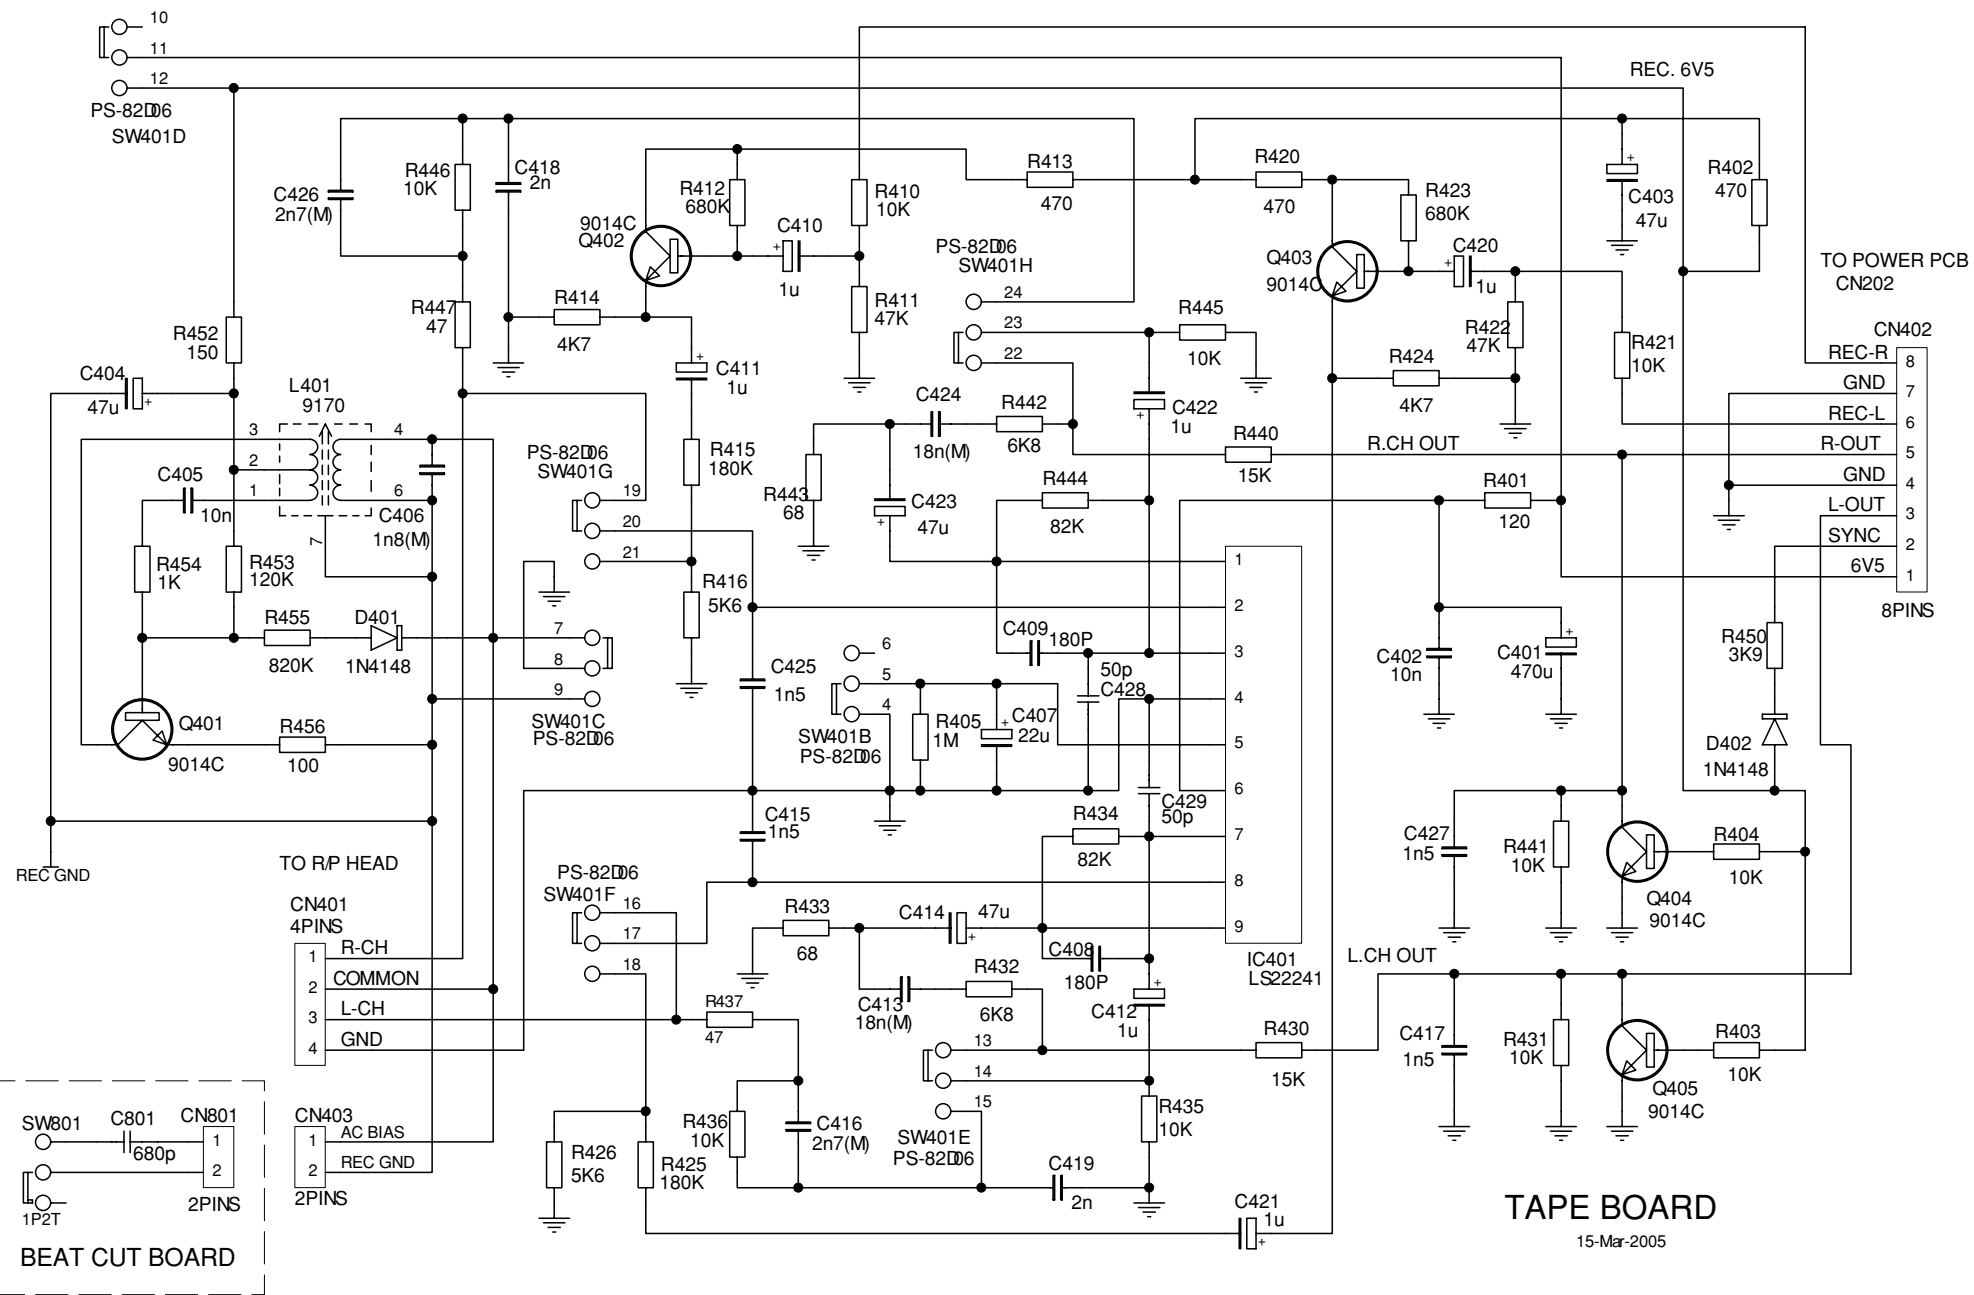 10
11
12
PS-82D06
SW401D
REC. 6V5
C426
2n7(M)
R446
10K
C418
2n
9014C
Q402
R412
680K
C410
1u
R410
10K
R413
470
R420
470
R423
680K
C403
47u
R402
470
R452
150
R447
47
R414
4K7
C411
1u
R411
47K
PS-82D06
SW401H
24
23
22
R445
10K
Q403
9014C
C420
1u
R422
47K
R421
10K
R424
4K7
TO POWER PCB
CN202
CN402
REC-R 8
GND 7
REC-L 6
R-OUT 5
GND 4
L-OUT 3
SYNC 2
6V5 1
8PINS
C404
47u
L401
9170
3
2
1
4
6
7
C405
10n
C406
1n8(M)
PS-82D06
SW401G
19
20
21
R415
180K
C424
18n(M)
R442
6K8
C422
1u
R440
15K
R.CH OUT
R443
68
C423
47u
R444
82K
R401
120
R454
1K
R453
120K
R455
820K
D401
1N4148
7
8
9
SW401C
PS-82D06
R416
5K6
C425
1n5
C409
180P
50p
C428
6
5
4
SW401B
PS-82D06
R405
1M
C407
22u
1
2
3
4
5
6
7
8
9
IC401
LS22241
C402
10n
C401
470u
R450
3K9
D402
1N4148
Q401
9014C
R456
100
C429
50p
R434
82K
C415
1n5
REC GND
TO R/P HEAD
CN401
4PINS
1 R-CH
2 COMMON
3 L-CH
4 GND
PS-82D06
SW401F
16
17
18
R433
68
C414
47u
C408
180P
C413
18n(M)
R432
6K8
C412
1u
L.CH OUT
C427
1n5
R441
10K
Q404
9014C
R404
10K
R437
47
13
14
15
SW401E
PS-82D06
R430
15K
C417
1n5
R431
10K
Q405
9014C
R403
10K
R436
10K
C416
2n7(M)
R435
10K
C419
2n
R426
5K6
R425
180K
C421
1u
SW801
C801
680p
CN801
1
2
2PINS
1P2T
BEAT CUT BOARD
CN403
1 AC BIAS
2 REC GND
2PINS
TAPE BOARD
15-Mar-2005